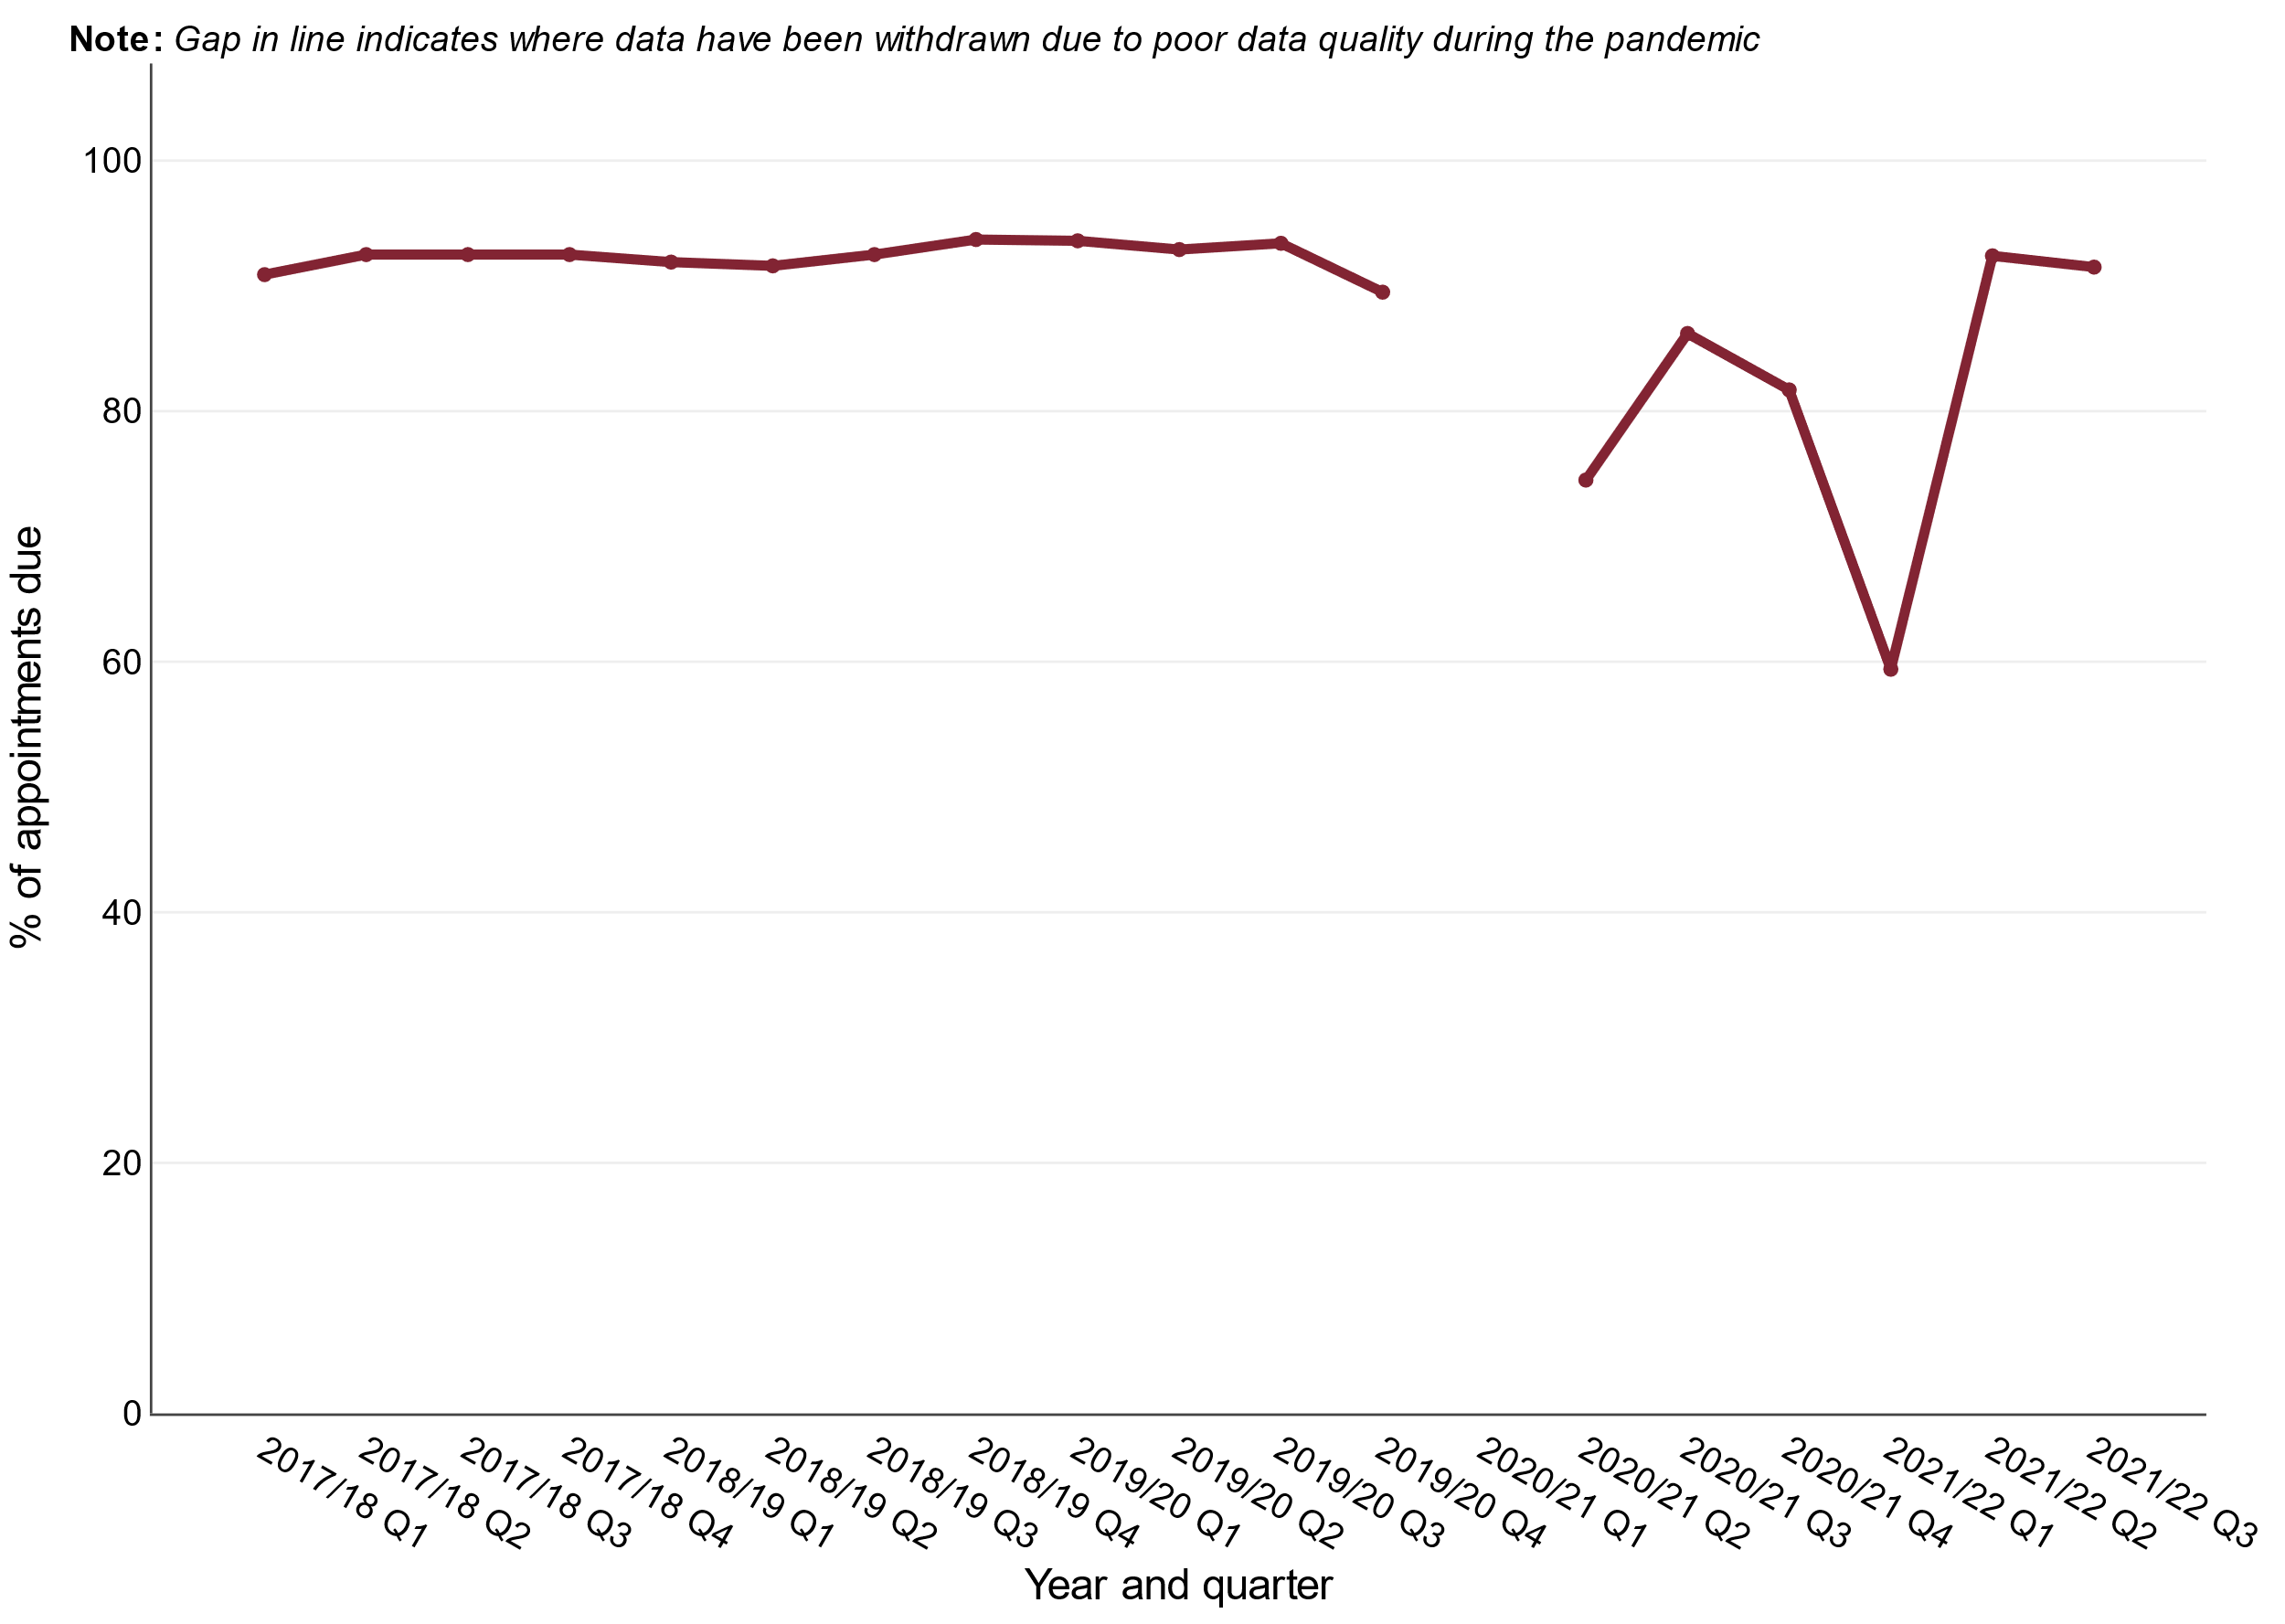 Note: Gap in line indicates where data have been withdrawn due to poor data quality during the pandemic
% of appointments due
100
80
60
40
20
0
2017/18 Q1
2017/18 Q2
2017/18 Q3
2017/18 Q4
2018/19 Q1
2018/19 Q2
2018/19 Q3
2018/19 Q4
2019/20 Q1
2019/20 Q2
2019/20 Q3
2019/20 Q4
2020/21 Q1
2020/21 Q2
2020/21 Q3
2020/21 Q4
2021/22 Q1
2021/22 Q2
2021/22 Q3
Year and quarter